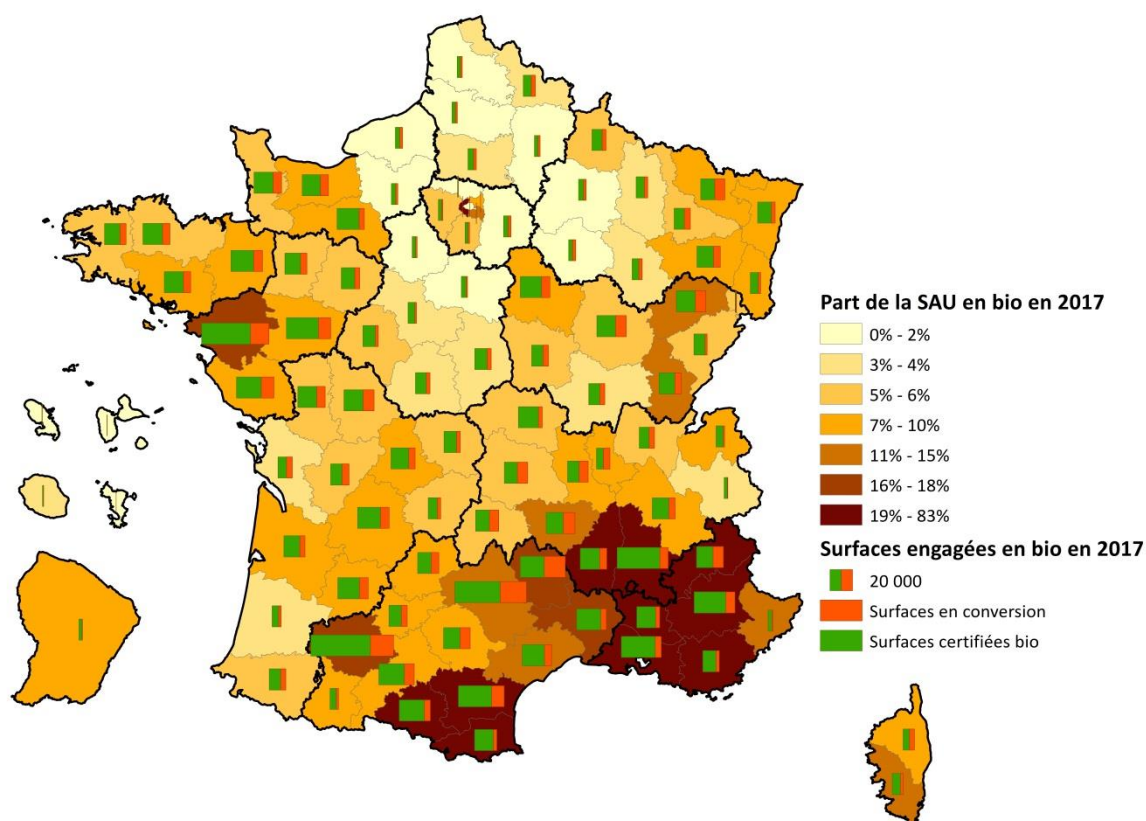 Part de la SAU en bio en 2017
0% - 2%
3% - 4%
5% - 6%
7% - 10%
11% - 15%
16% - 18%
19% - 83%
Surfaces engagées en bio en 2017
20 000
Surfaces en conversion
Surfaces certifiées bio